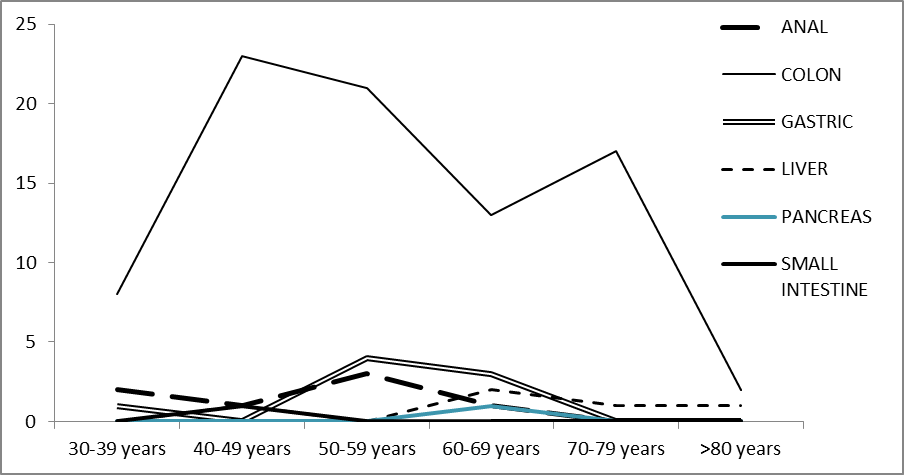 25
20
15
10
5
0
30-39 years 40-49 years 50-59 years 60-69 years 70-79 years >80 years
ANAL
COLON
GASTRIC
LIVER
PANCREAS
SMALL
INTESTINE